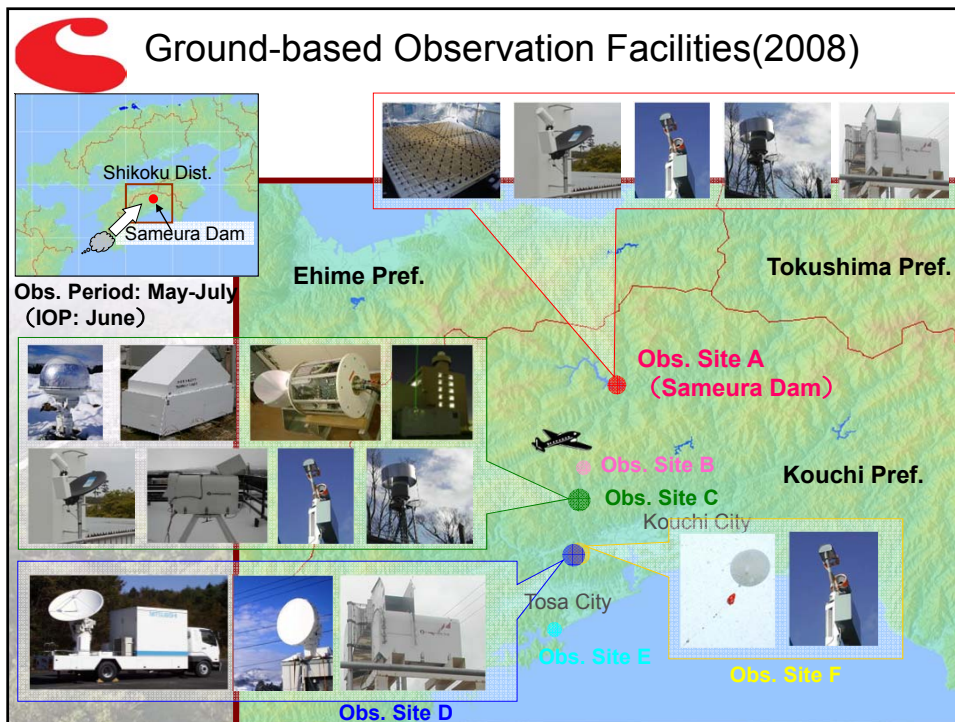 Ground-based Observation Facilities(2008)
Shikoku Dist.
Sameura Dam
Obs. Period: May-July
（IOP: June）
Ehime Pref.
Tokushima Pref.
Obs. Site A
（Sameura Dam）
Obs. Site B
Kouchi Pref.
Obs. Site C
Kouchi City
Tosa City
Obs. Site E
Obs. Site F
Obs. Site D